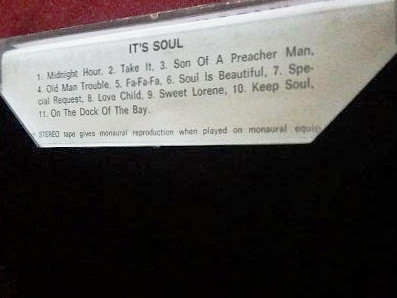 IT'S SOUL
1. Midnight Hour, 2. Take It, 3. Son Of A Preacher Man,
4. Old Man Trouble, 5. Fa-Fa-Fa, 6. Soul Is Beautiful, 7. Spe-
cial Request, 8. Love Child, 9. Sweet Lorene, 10. Keep Soul,
11. On The Dock Of The Bay.
STEREO tape gives monaural reproduction when played on monaural equip